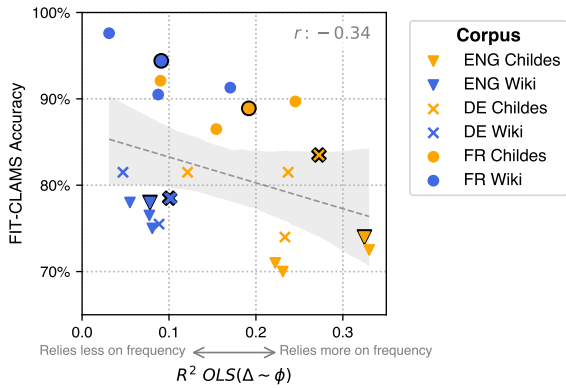 100%
90%
80%
70%
FIT-CLAMS Accuracy
r: −0.34
0.0
0.1
0.2
0.3
Relies less on frequency
Relies more on frequency
R² OLS(Δ ~ ϕ)
Corpus
ENG Childes
ENG Wiki
DE Childes
DE Wiki
FR Childes
FR Wiki